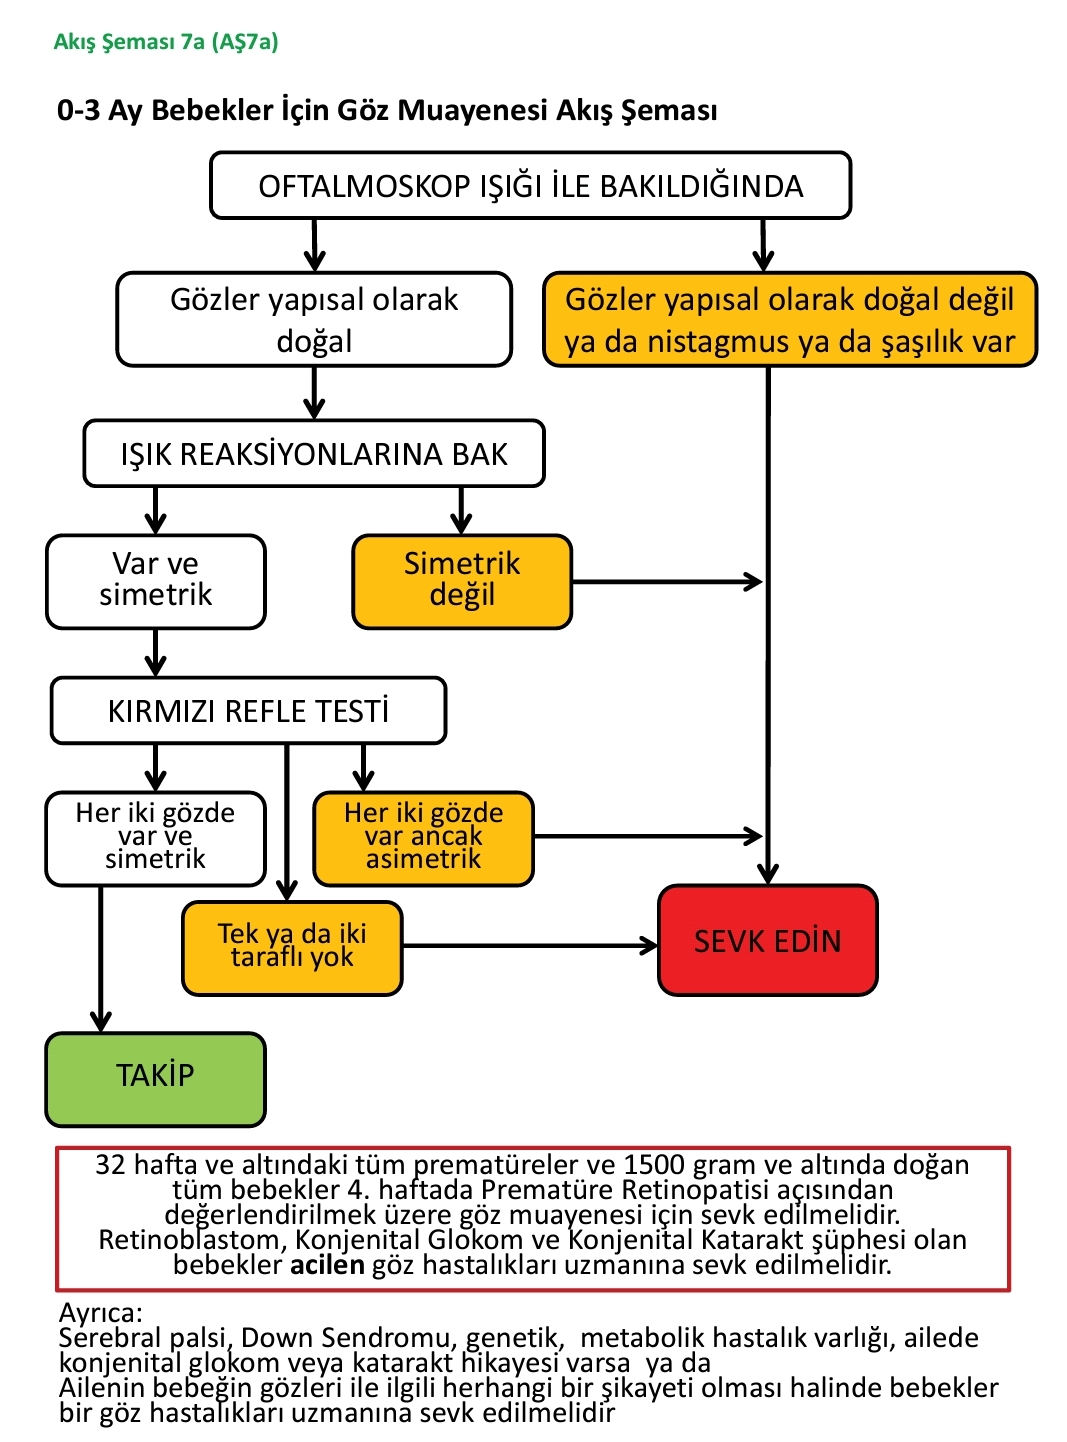 Akış Şeması 7a (AŞ7a)
0-3 Ay Bebekler İçin Göz Muayenesi Akış Şeması
OFTALMOSKOP IŞIĞI İLE BAKILDIĞINDA
Gözler yapısal olarak
doğal
Gözler yapısal olarak doğal değil
ya da nistagmus ya da şaşılık var
IŞIK REAKSİYONLARINA BAK
Var ve
simetrik
Simetrik
değil
KIRMIZI REFLE TESTİ
Her iki gözde
var ve
simetrik
Her iki gözde
var ancak
asimetrik
Tek ya da iki
taraflı yok
SEVK EDİN
TAKİP
32 hafta ve altındaki tüm prematüreler ve 1500 gram ve altında doğan
tüm bebekler 4. haftada Prematüre Retinopatisi açısından
değerlendirilmek üzere göz muayenesi için sevk edilmelidir.
Retinoblastom, Konjenital Glokom ve Konjenital Katarakt şüphesi olan
bebekler acilen göz hastalıkları uzmanına sevk edilmelidir.
Ayrıca:
Serebral palsi, Down Sendromu, genetik, metabolik hastalık varlığı, ailede
konjenital glokom veya katarakt hikayesi varsa ya da
Ailenin bebeğin gözleri ile ilgili herhangi bir şikayeti olması halinde bebekler
bir göz hastalıkları uzmanına sevk edilmelidir